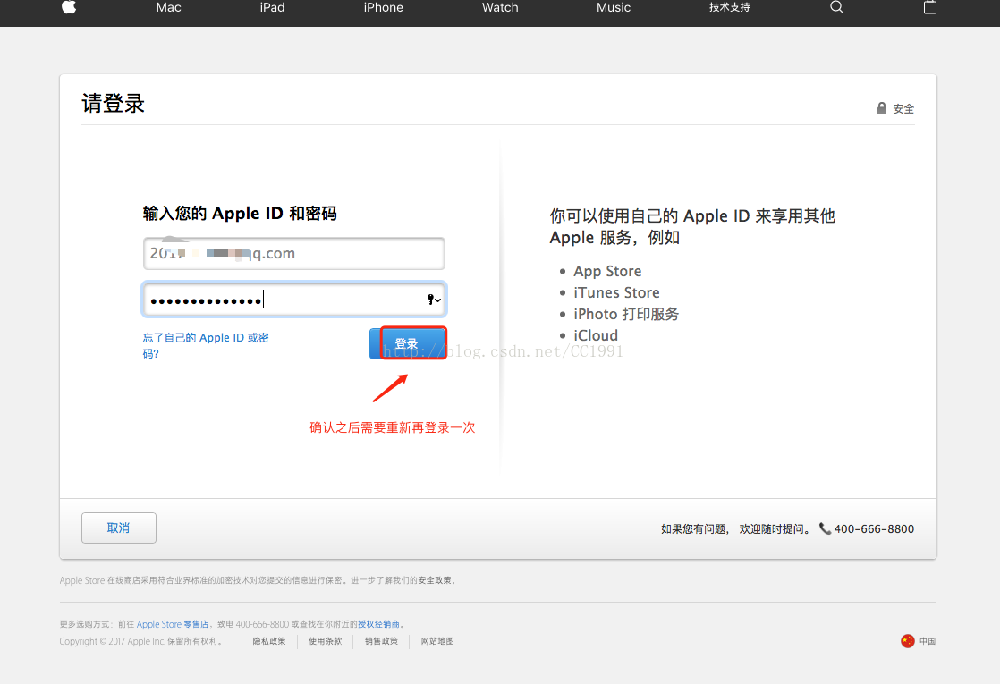 Mac iPad iPhone Watch Music 技术支持
请登录
安全
输入您的 Apple ID 和密码
qq.com
忘了自己的 Apple ID 或密
码?
登录
确认之后需要重新再登录一次
你可以使用自己的 Apple ID 来享用其他
Apple 服务，例如
App Store
iTunes Store
iPhoto 打印服务
iCloud
http://blog.csdn.net/CC1991_
取消
如果您有问题， 欢迎随时提问。 400-666-8800
Apple Store 在线商店采用符合业界标准的加密技术对您提交的信息进行保密。进一步了解我们的安全政策。
更多选购方式：前往 Apple Store 零售店，致电 400-666-8800 或查找在你附近的授权经销商。
Copyright © 2017 Apple Inc. 保留所有权利。 隐私政策 使用条款 销售政策 网站地图
中国